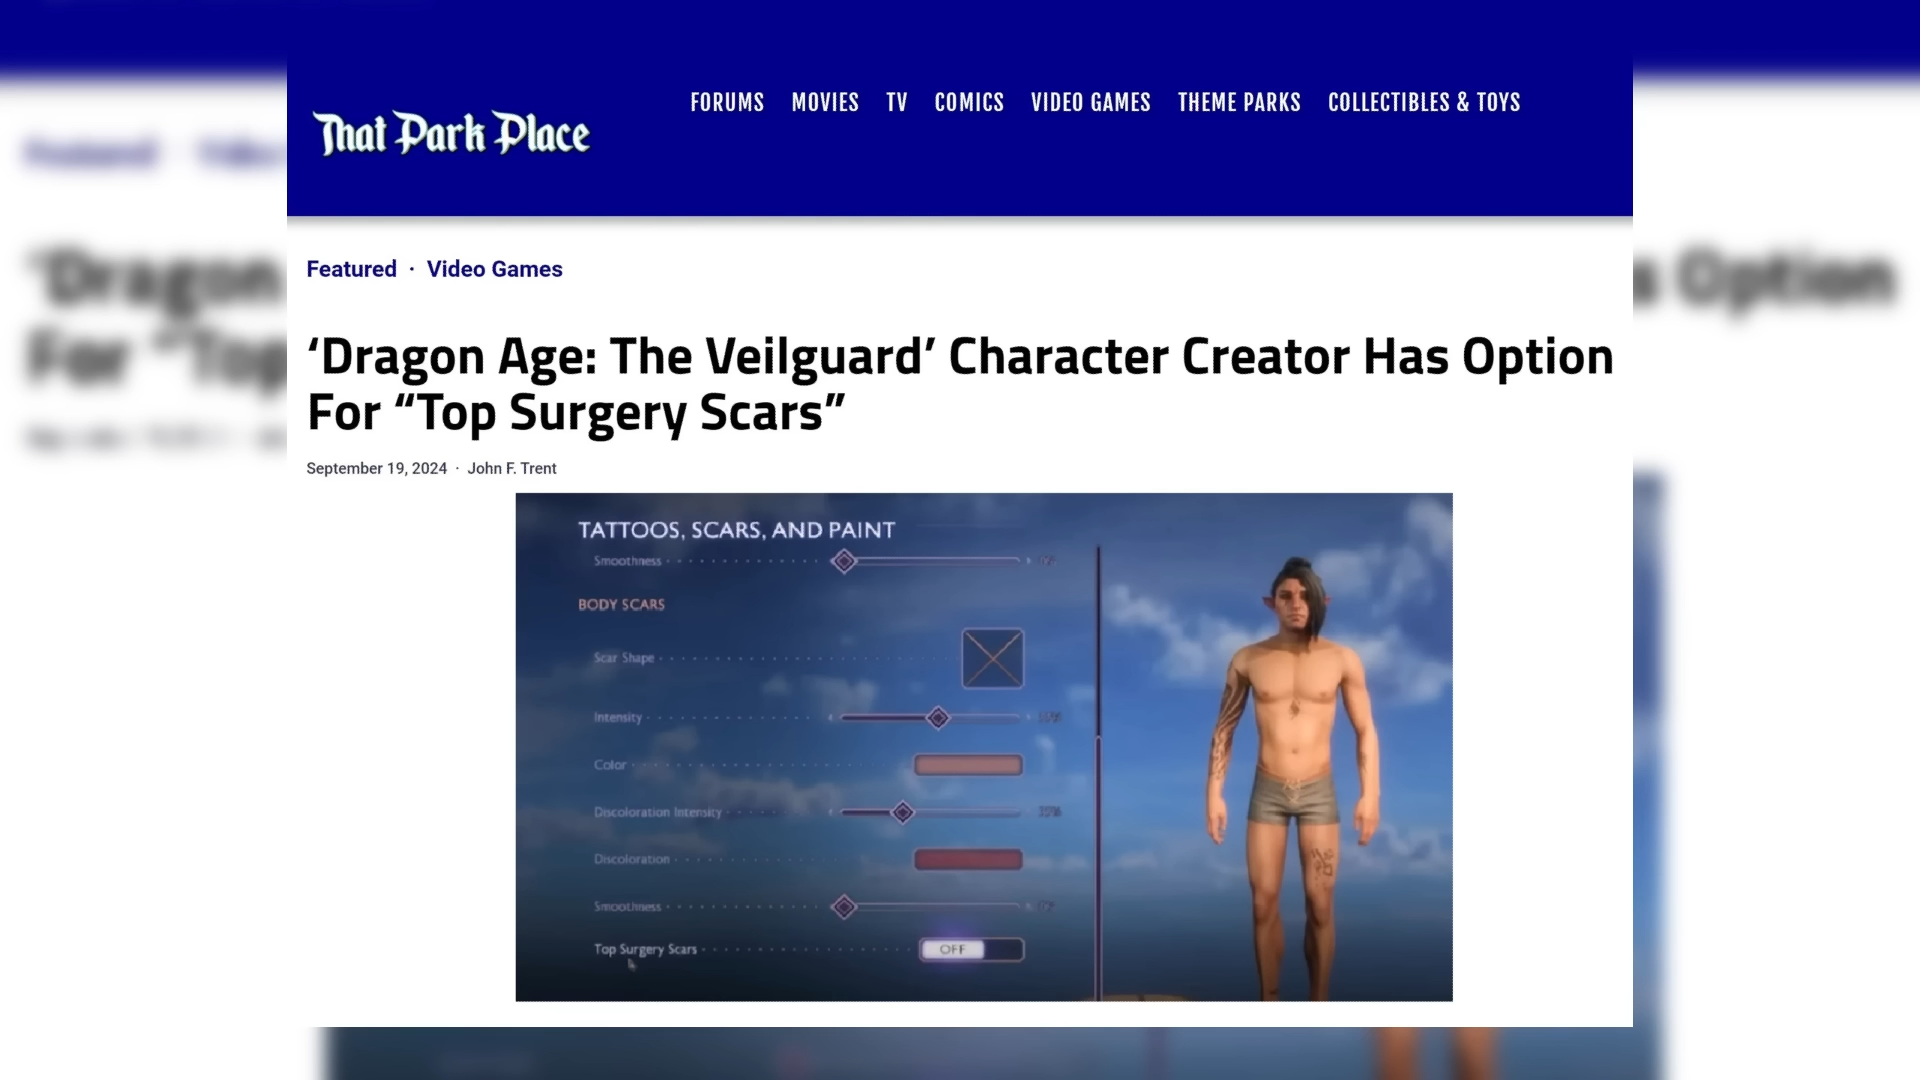 That Park Place
FORUMS MOVIES TV COMICS VIDEO GAMES THEME PARKS COLLECTIBLES & TOYS
Featured · Video Games
‘Dragon Age: The Veilguard’ Character Creator Has Option
For “Top Surgery Scars”
September 19, 2024 · John F. Trent
TATTOOS, SCARS, AND PAINT
Smoothness
BODY SCARS
Scar Shape
Intensity
Color
Discoloration Intensity
Discoloration
Smoothness
Top Surgery Scars OFF